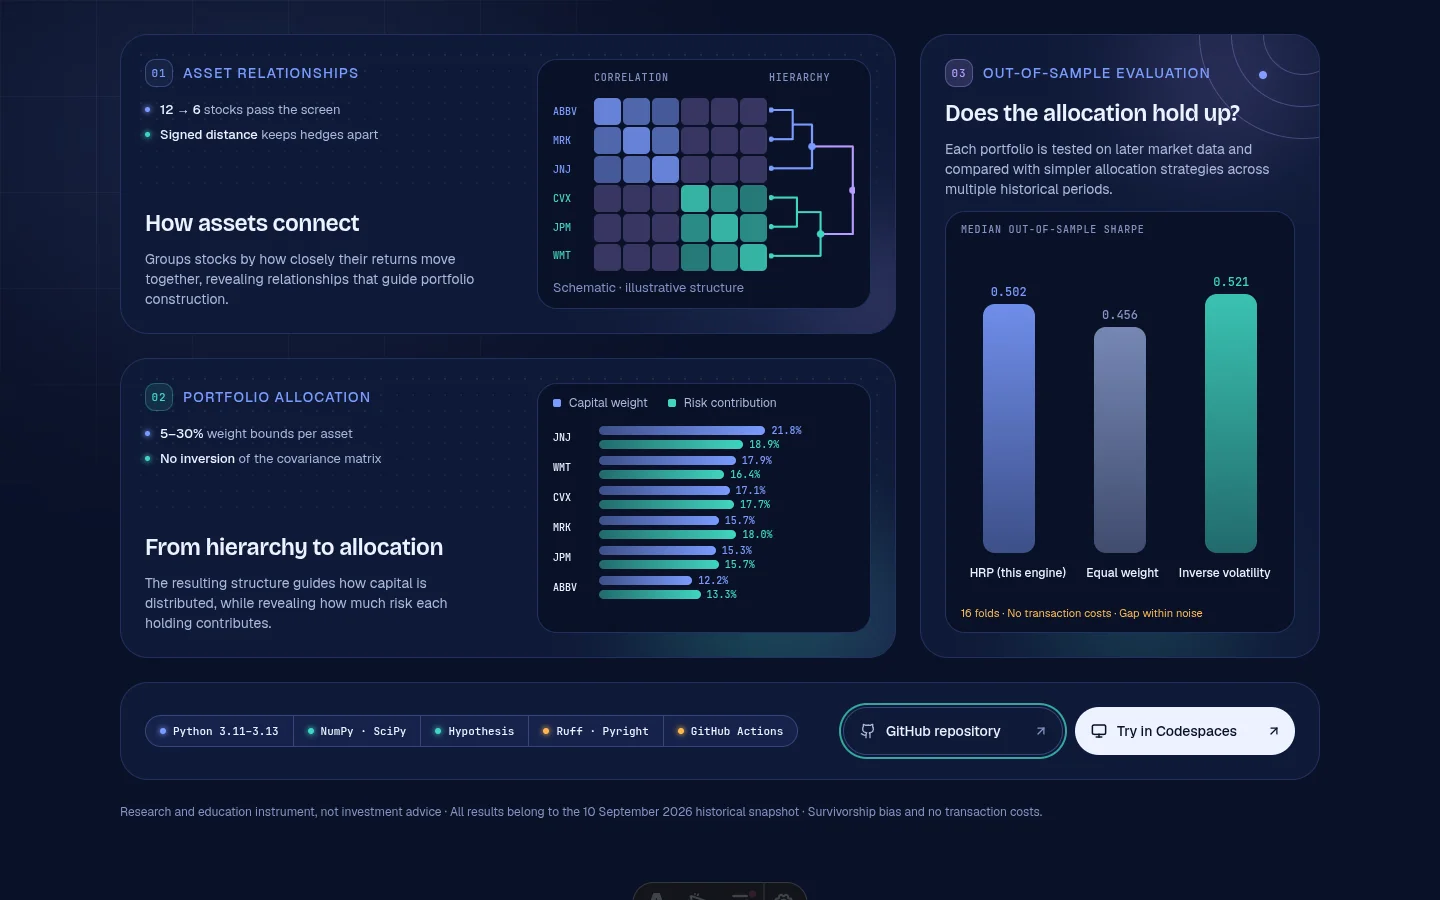 01 ASSET RELATIONSHIPS
12 → 6 stocks pass the screen
Signed distance keeps hedges apart
How assets connect
Groups stocks by how closely their returns move
together, revealing relationships that guide portfolio
construction.
CORRELATION HIERARCHY
ABBV
MRK
JNJ
CVX
JPM
WMT
Schematic · illustrative structure
02 PORTFOLIO ALLOCATION
5–30% weight bounds per asset
No inversion of the covariance matrix
From hierarchy to allocation
The resulting structure guides how capital is
distributed, while revealing how much risk each
holding contributes.
Capital weight Risk contribution
JNJ 21.8%
18.9%
WMT 17.9%
16.4%
CVX 17.1%
17.7%
MRK 15.7%
18.0%
JPM 15.3%
15.7%
ABBV 12.2%
13.3%
03 OUT-OF-SAMPLE EVALUATION
Does the allocation hold up?
Each portfolio is tested on later market data and
compared with simpler allocation strategies across
multiple historical periods.
MEDIAN OUT-OF-SAMPLE SHARPE
0.502 0.456 0.521
HRP (this engine) Equal weight Inverse volatility
16 folds · No transaction costs · Gap within noise
Python 3.11–3.13 NumPy · SciPy Hypothesis Ruff · Pyright GitHub Actions
GitHub repository Try in Codespaces
Research and education instrument, not investment advice · All results belong to the 10 September 2026 historical snapshot · Survivorship bias and no transaction costs.